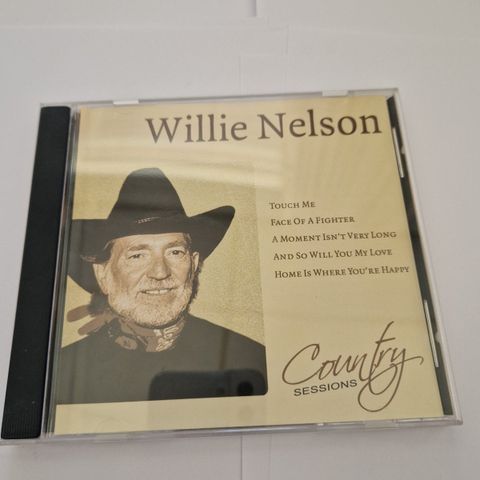 Willie Nelson
TOUCH ME
FACE OF A FIGHTER
A MOMENT ISN'T VERY LONG
AND SO WILL YOU MY LOVE
HOME IS WHERE YOU'RE HAPPY
Country
SESSIONS